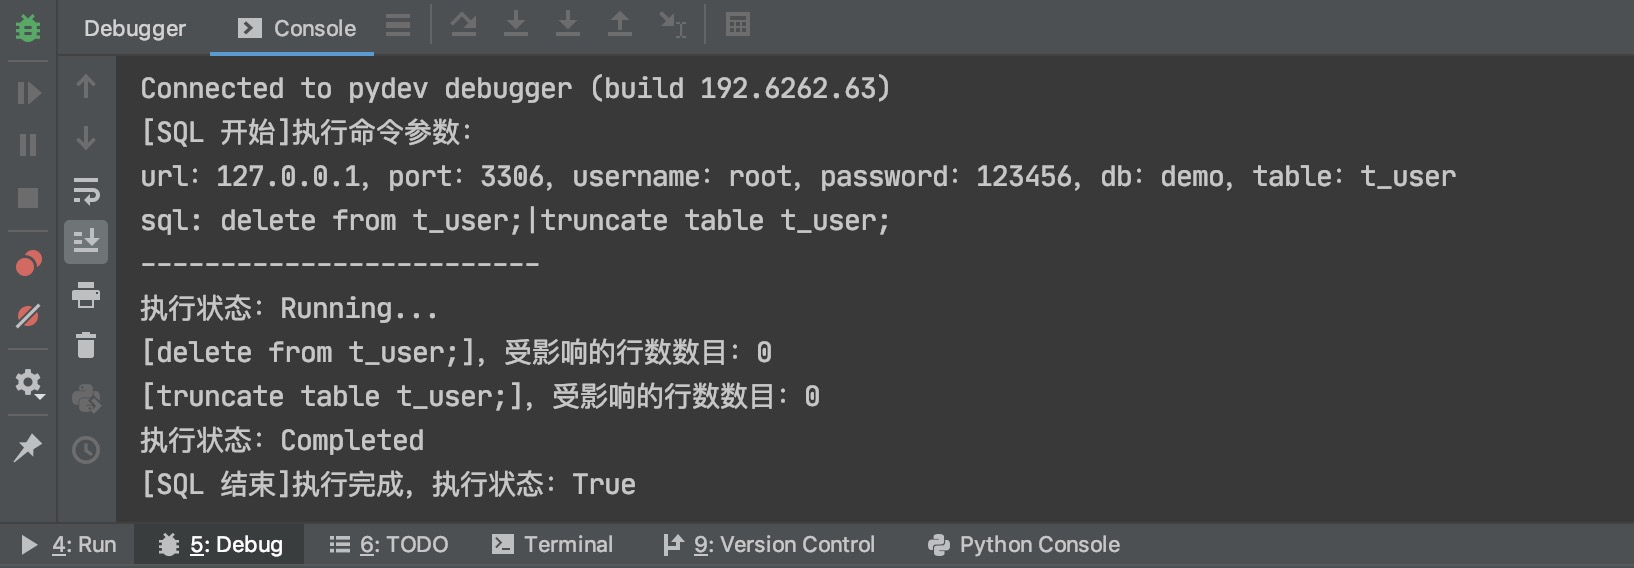 Debugger
Console
Connected to pydev debugger (build 192.6262.63)
[SQL 开始]执行命令参数:
url: 127.0.0.1, port: 3306, username: root, password: 123456, db: demo, table: t_user
sql: delete from t_user;|truncate table t_user;
-------------------------
执行状态: Running...
[delete from t_user;], 受影响的行数数目: 0
[truncate table t_user;], 受影响的行数数目: 0
执行状态: Completed
[SQL 结束]执行完成, 执行状态: True
4: Run
5: Debug
6: TODO
Terminal
9: Version Control
Python Console